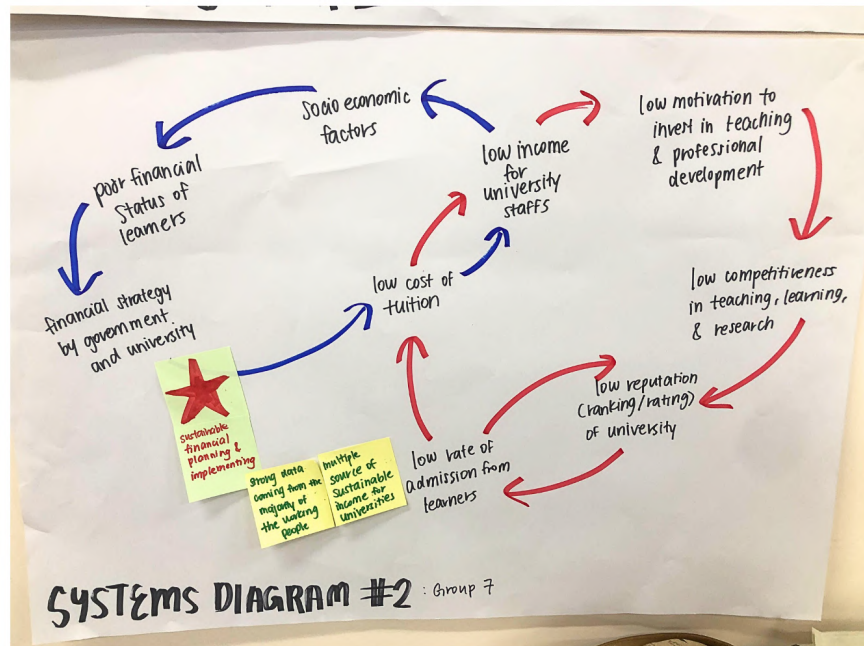 socio economic
factors
low motivation to
invest in teaching
& professional
development
low income
for
university
staffs
poor financial
status of
learners
low cost of
tuition
low competitiveness
in teaching, learning,
& research
financial strategy
by government
and university
low reputation
(ranking/rating)
of university
sustainable
financial
planning &
implementing
low rate of
admission from
learners
strong data
coming from the
majority of
the working
people
multiple
source of
sustainable
income for
universities
SYSTEMS DIAGRAM #2 : Group 7